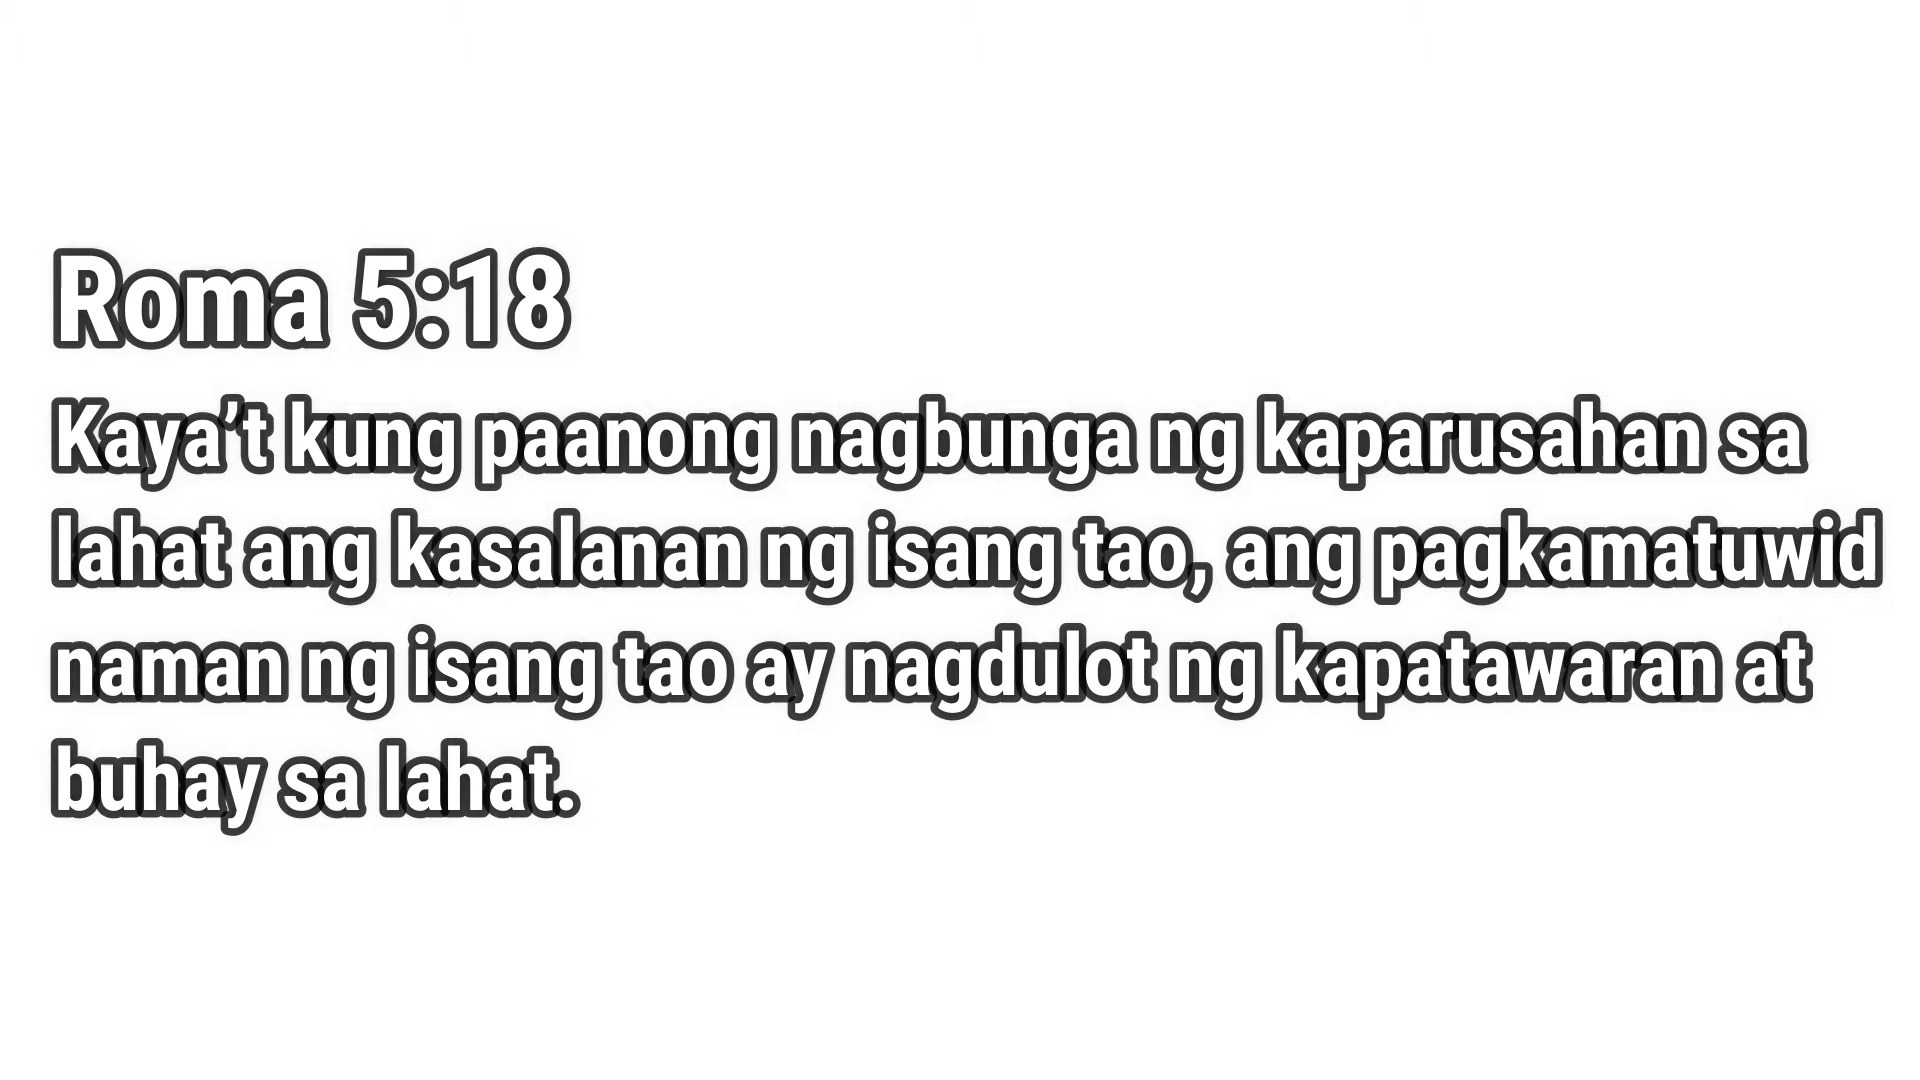 Roma 5:18
Kaya’t kung paanong nagbunga ng kaparusahan sa
lahat ang kasalanan ng isang tao, ang pagkamatuwid
naman ng isang tao ay nagdulot ng kapatawaran at
buhay sa lahat.